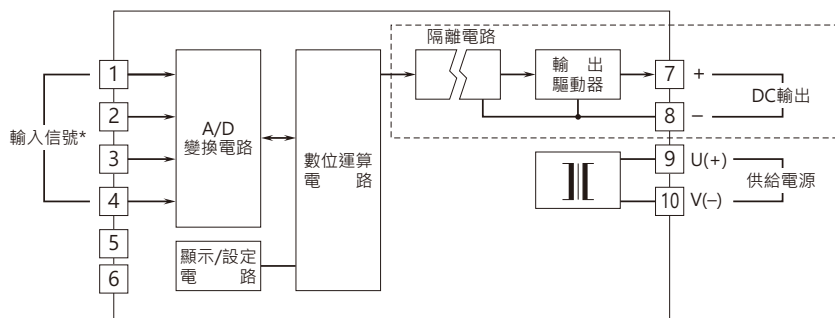 隔離電路
1
2
3
4
5
6
輸入信號*
A/D
變換電路
顯示/設定
電 路
數位運算
電 路
輸 出
驅動器
7
+
8
−
DC輸出
9
U(+)
10
V(−)
供給電源